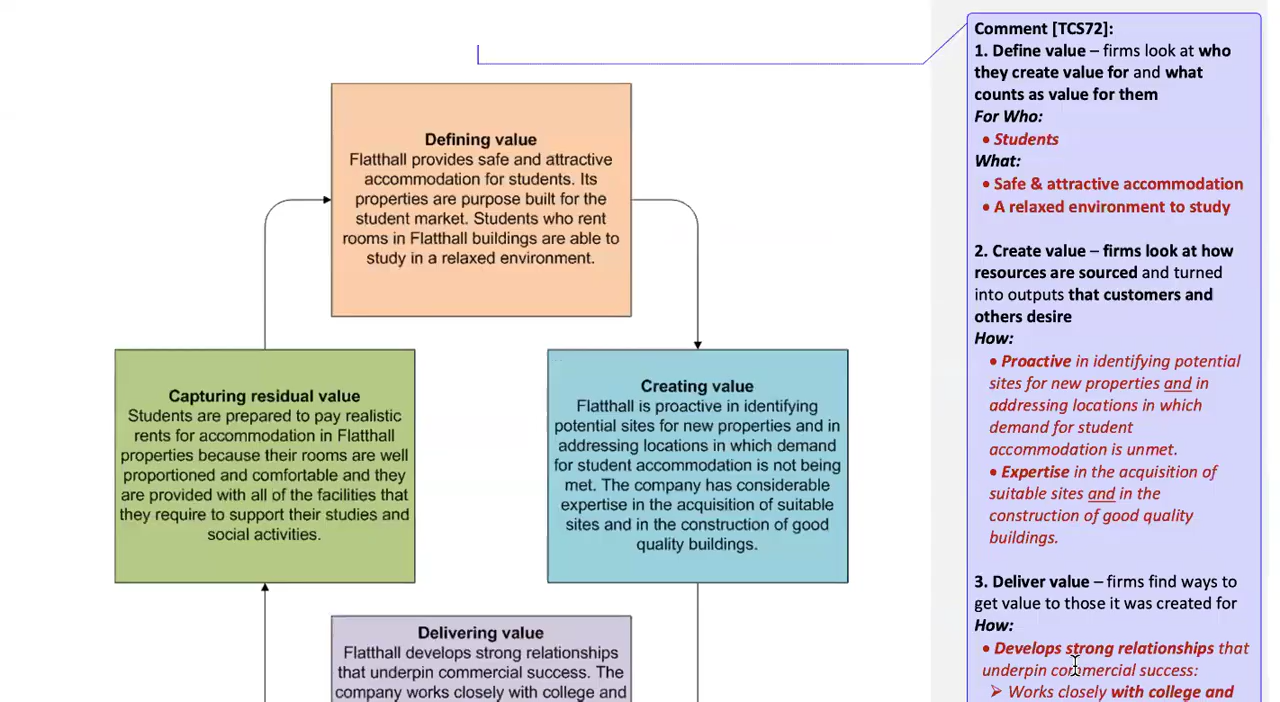 Defining value
Flatthall provides safe and attractive
accommodation for students. Its
properties are purpose built for the
student market. Students who rent
rooms in Flatthall buildings are able to
study in a relaxed environment.
Capturing residual value
Students are prepared to pay realistic
rents for accommodation in Flatthall
properties because their rooms are well
proportioned and comfortable and they
are provided with all of the facilities that
they require to support their studies and
social activities.
Creating value
Flatthall is proactive in identifying
potential sites for new properties and in
addressing locations in which demand
for student accommodation is not being
met. The company has considerable
expertise in the acquisition of suitable
sites and in the construction of good
quality buildings.
Delivering value
Flatthall develops strong relationships
that underpin commercial success. The
company works closely with college and
Comment [TCS72]:
1. Define value – firms look at who
they create value for and what
counts as value for them
For Who:
• Students
What:
• Safe & attractive accommodation
• A relaxed environment to study
2. Create value – firms look at how
resources are sourced and turned
into outputs that customers and
others desire
How:
• Proactive in identifying potential
sites for new properties and in
addressing locations in which
demand for student
accommodation is unmet.
• Expertise in the acquisition of
suitable sites and in the
construction of good quality
buildings.
3. Deliver value – firms find ways to
get value to those it was created for
How:
• Develops strong relationships that
underpin commercial success:
➢ Works closely with college and